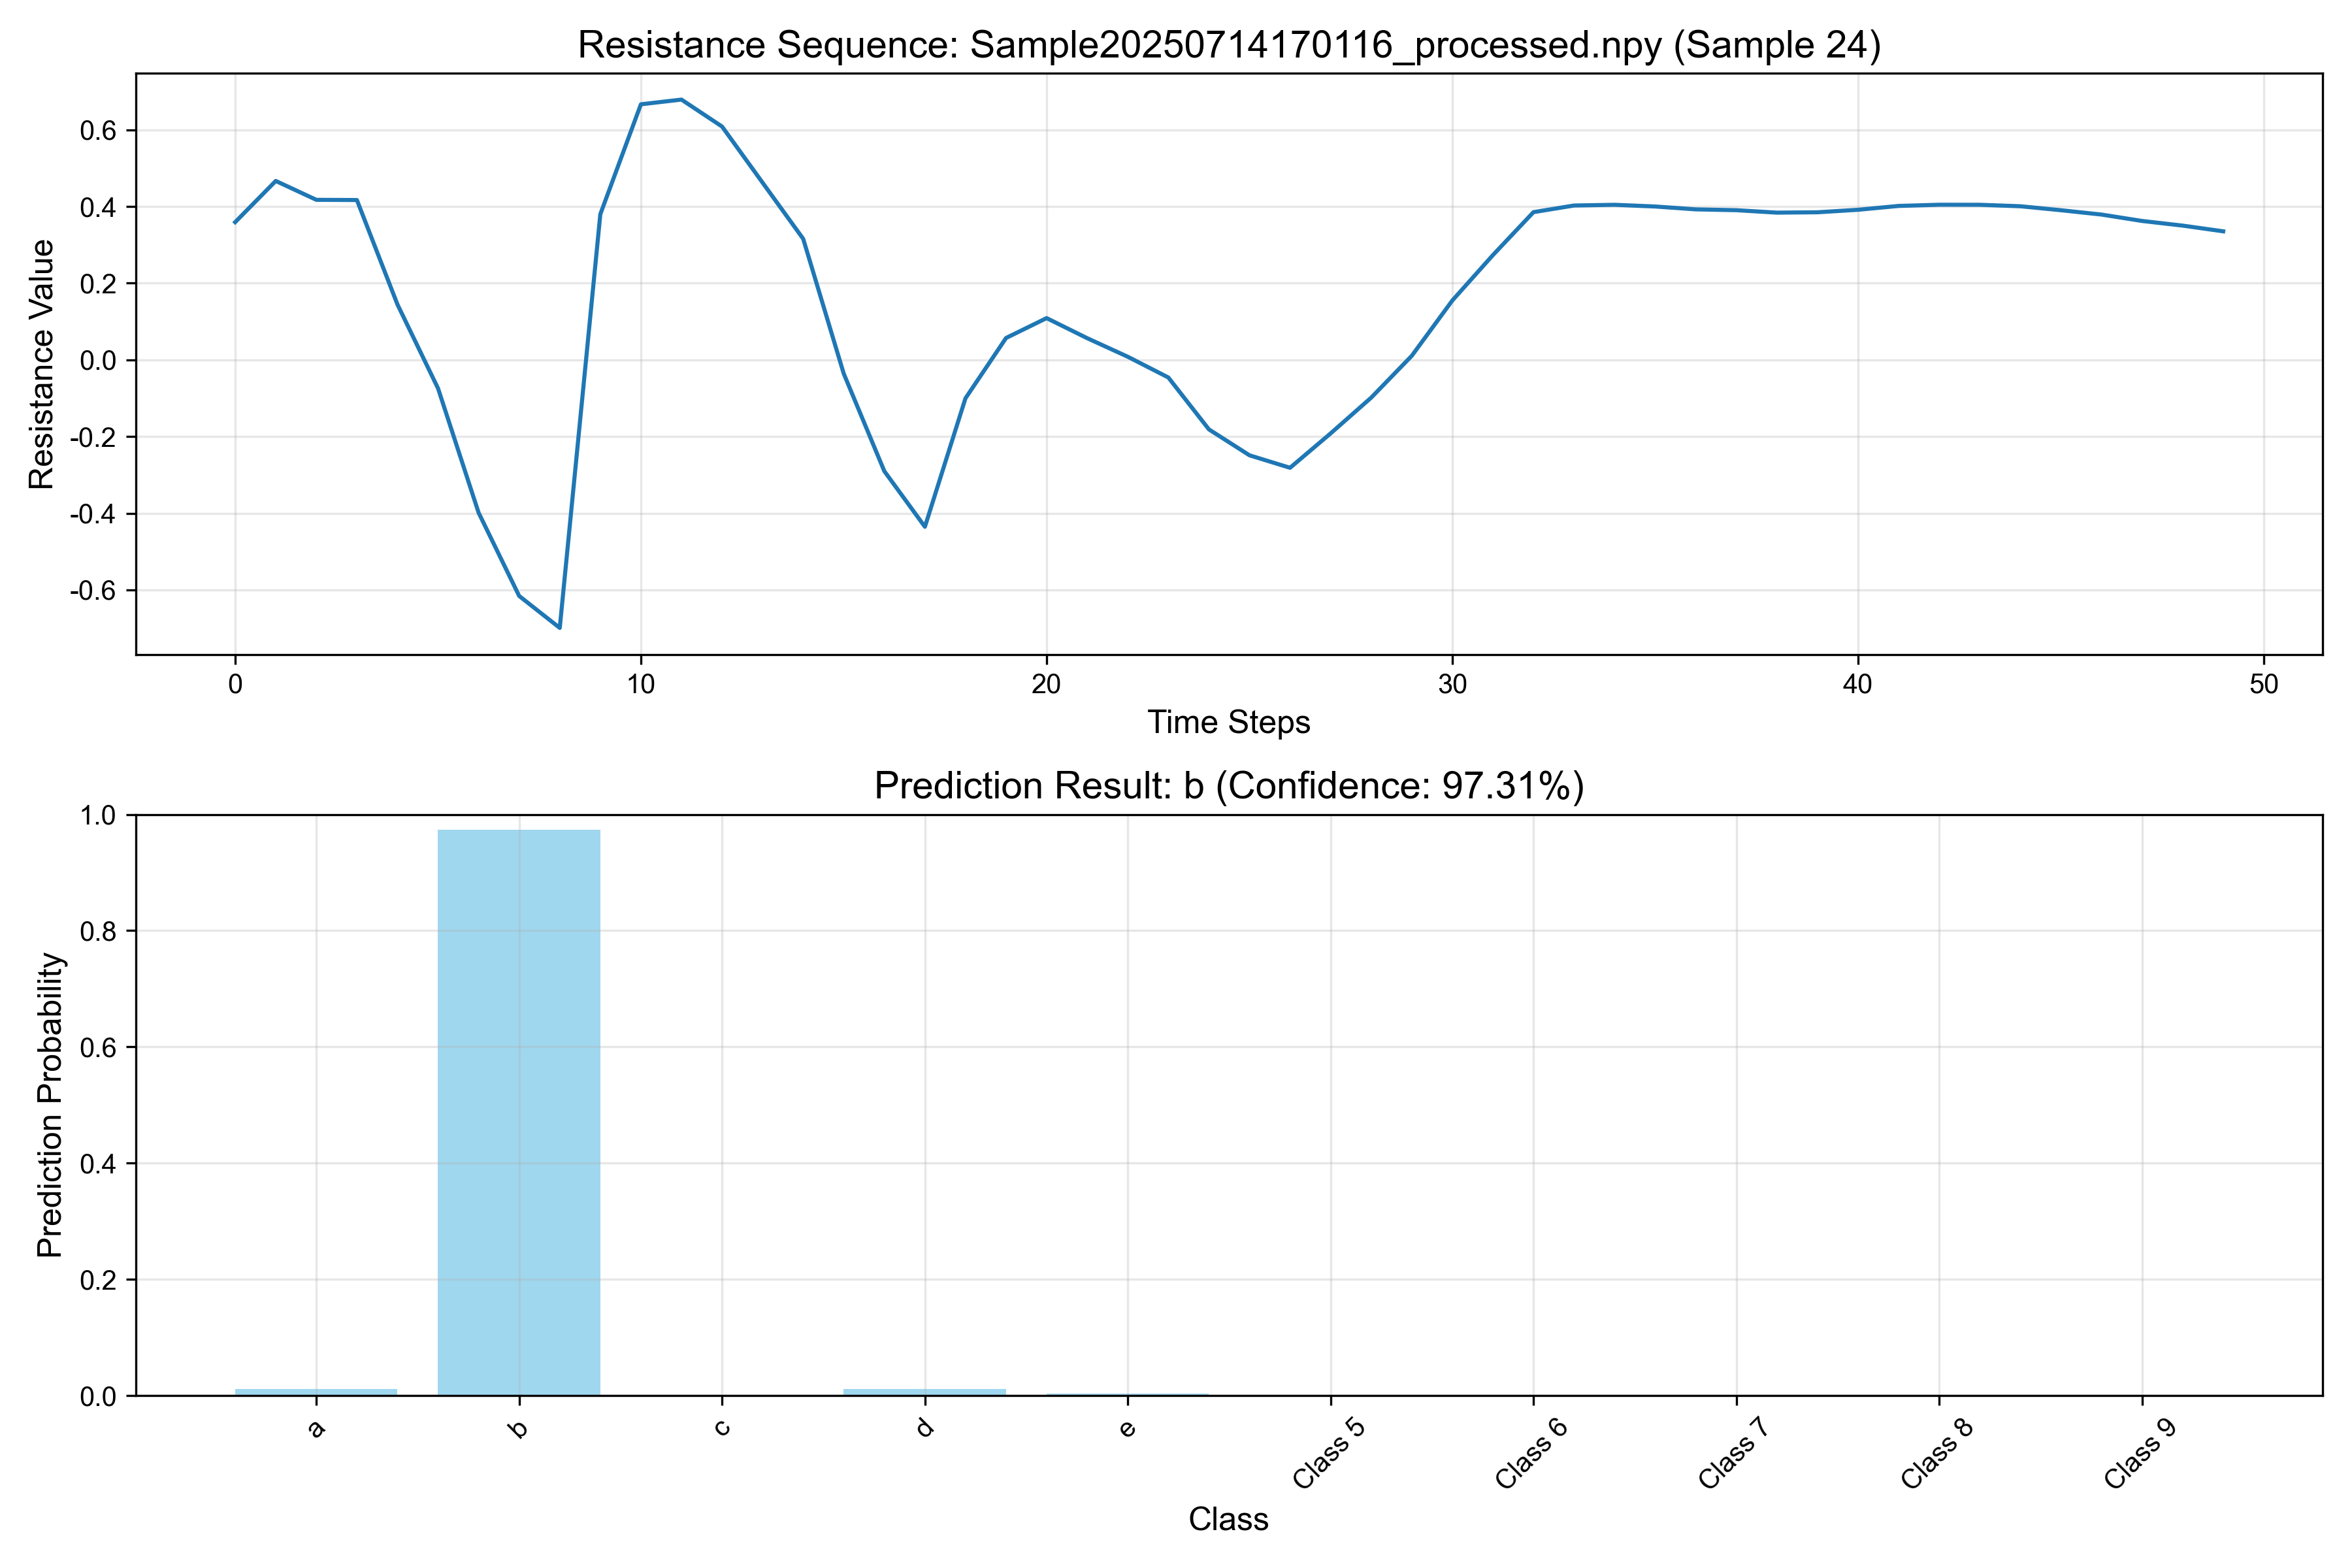 Resistance Sequence: Sample20250714170116_processed.npy (Sample 24)
Resistance Value
0.6
0.4
0.2
0.0
-0.2
-0.4
-0.6
0 10 20 30 40 50
Time Steps
Prediction Result: b (Confidence: 97.31%)
Prediction Probability
1.0
0.8
0.6
0.4
0.2
0.0
a b c d e Class 5 Class 6 Class 7 Class 8 Class 9
Class